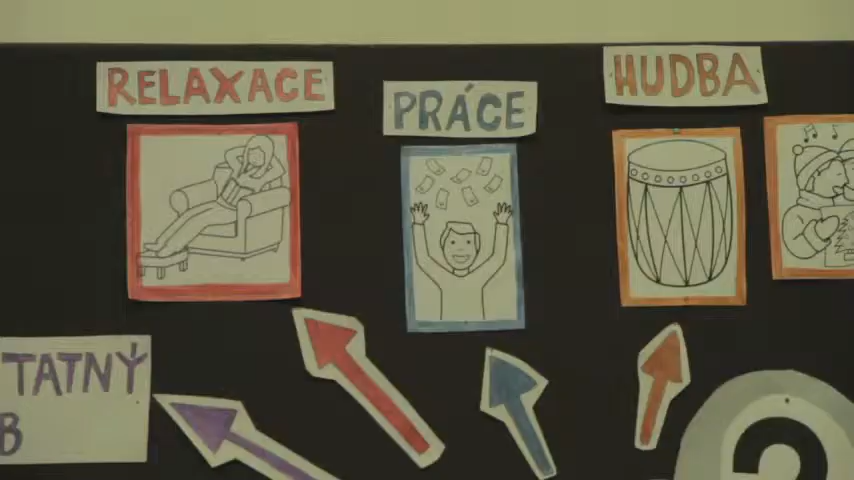 RELAXACE
PRÁCE
HUDBA
TATNÝ
B
?